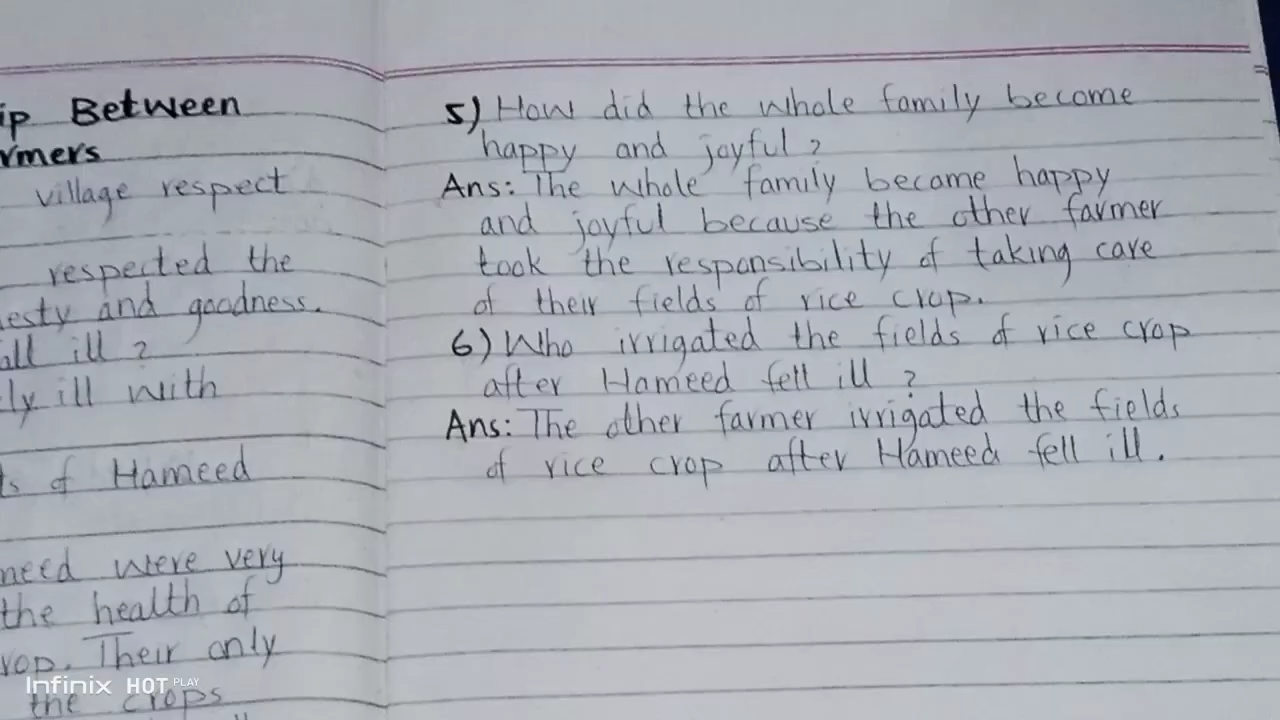 ip Between
rmers
village respect
respected the
esty and goodness.
all ill ?
ly ill with
ts of Hameed
need were very
the health of
rop. Their only
the crops
5) How did the whole family become
happy and joyful ?
Ans: The whole family become happy
and joyful because the other farmer
took the responsibility of taking care
of their fields of rice crop.
6) Who irrigated the fields of rice crop
after Hameed fell ill ?
Ans: The other farmer irrigated the fields
of rice crop after Hameed fell ill.
Infinix HOT PLAY